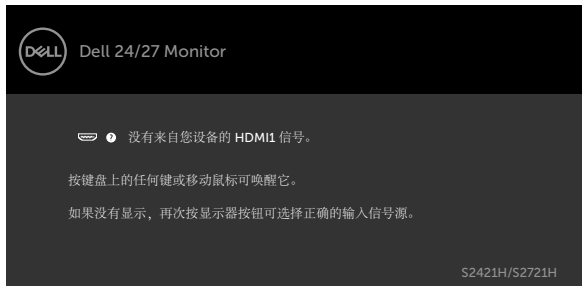 DELL
Dell 24/27 Monitor
? 没有来自您设备的 HDMI1 信号。
按键盘上的任何键或移动鼠标可唤醒它。
如果没有显示，再次按显示器按钮可选择正确的输入信号源。
S2421H/S2721H